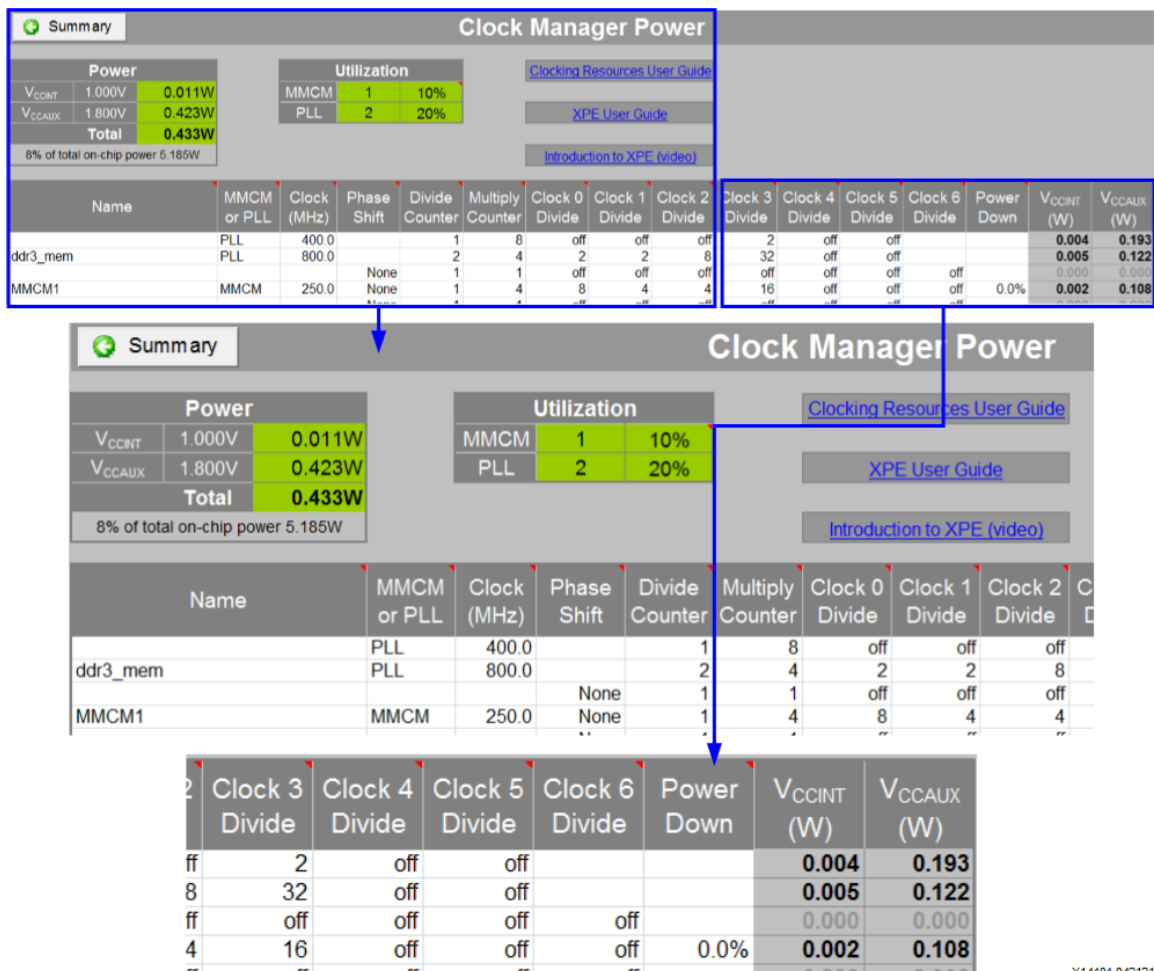 Summary
Clock Manager Power
Power
Utilization
Clocking Resources User Guide
VCCINT 1.000V 0.011W
MMCM 1 10%
VCCAUX 1.800V 0.423W
PLL 2 20%
XPE User Guide
Total 0.433W
8% of total on-chip power 5.185W
Introduction to XPE (video)
Name MMCM or PLL Clock (MHz) Phase Shift Divide Counter Multiply Counter Clock 0 Divide Clock 1 Divide Clock 2 Divide Clock 3 Divide Clock 4 Divide Clock 5 Divide Clock 6 Divide Power Down VCCINT (W) VCCAUX (W)
PLL 400.0 1 8 off off off 2 off off 0.004 0.193
ddr3_mem PLL 800.0 2 4 2 2 8 32 off off 0.005 0.122
None 1 1 off off off off off off off 0.000 0.000
MMCM1 MMCM 250.0 None 1 4 8 4 4 16 off off off 0.0% 0.002 0.108
Summary
Clock Manager Power
Power
Utilization
Clocking Resources User Guide
VCCINT 1.000V 0.011W
MMCM 1 10%
VCCAUX 1.800V 0.423W
PLL 2 20%
XPE User Guide
Total 0.433W
8% of total on-chip power 5.185W
Introduction to XPE (video)
Name MMCM or PLL Clock (MHz) Phase Shift Divide Counter Multiply Counter Clock 0 Divide Clock 1 Divide Clock 2 Divide
PLL 400.0 1 8 off off off
ddr3_mem PLL 800.0 2 4 2 2 8
None 1 1 off off off
MMCM1 MMCM 250.0 None 1 4 8 4 4
2 Clock 3 Divide Clock 4 Divide Clock 5 Divide Clock 6 Divide Power Down VCCINT (W) VCCAUX (W)
ff 2 off off 0.004 0.193
8 32 off off 0.005 0.122
ff off off off off 0.000 0.000
4 16 off off off 0.0% 0.002 0.108